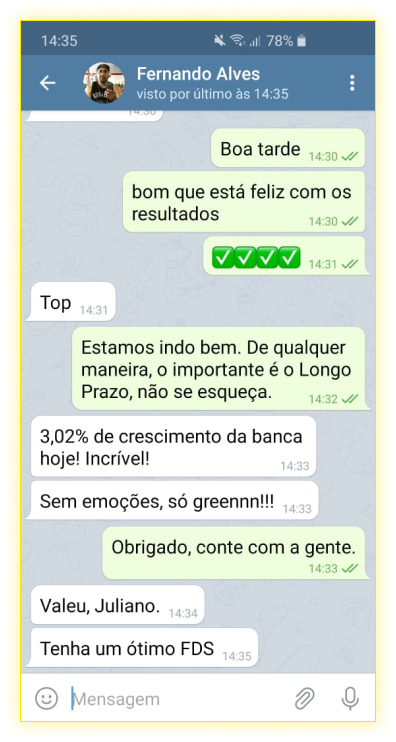 14:35
78%
Fernando Alves
visto por último às 14:35
14:30
Boa tarde 14:30
bom que está feliz com os
resultados 14:30
14:31
Top 14:31
Estamos indo bem. De qualquer
maneira, o importante é o Longo
Prazo, não se esqueça. 14:32
3,02% de crescimento da banca
hoje! Incrível! 14:33
Sem emoções, só greennn!!! 14:33
Obrigado, conte com a gente.
14:33
Valeu, Juliano. 14:34
Tenha um ótimo FDS 14:35
Mensagem